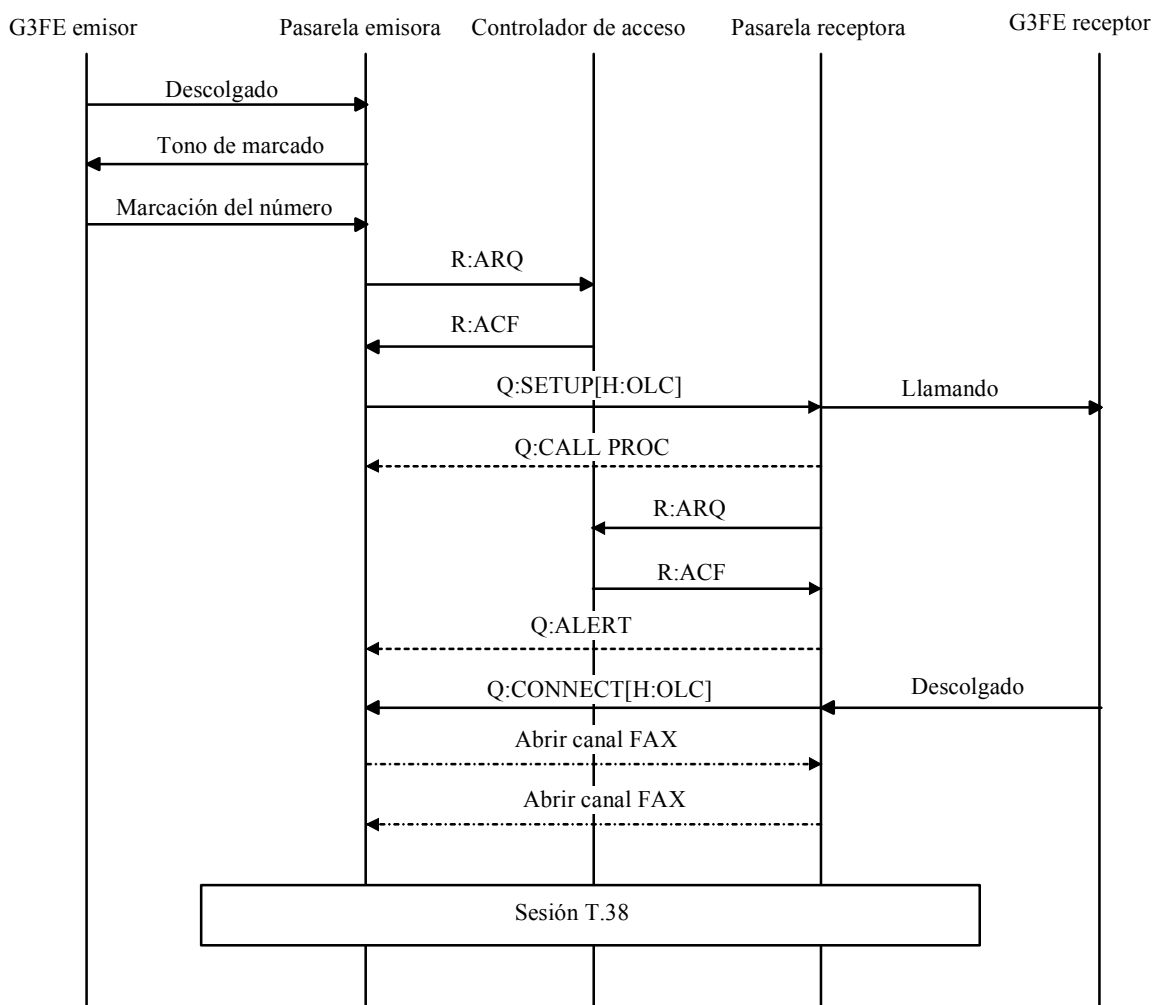 G3FE emisor
Pasarela emisora
Controlador de acceso
Pasarela receptora
G3FE receptor
Descolgado
Tono de marcado
Marcación del número
R:ARQ
R:ACF
Q:SETUP[H:OLC]
Llamando
Q:CALL PROC
R:ARQ
R:ACF
Q:ALERT
Q:CONNECT[H:OLC]
Descolgado
Abrir canal FAX
Abrir canal FAX
Sesión T.38